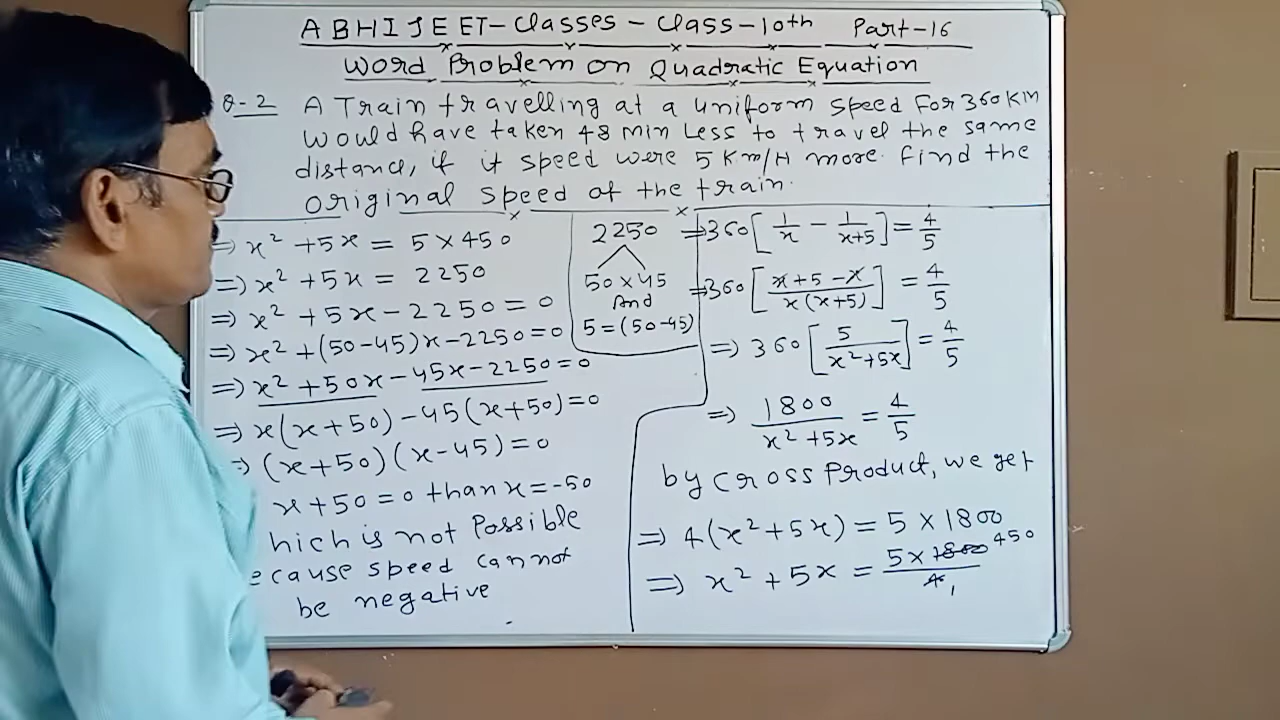 ABHIJEET-Classes-Class-10th Part-16
Word Problem on Quadratic Equation
Q-2 A Train travelling at a uniform speed For 360 KM
Would have taken 48 Min Less to travel the same
distance, if it speed were 5 Km/H more. Find the
original speed of the train.
⇒ x² + 5x = 5 × 450
⇒ x² + 5x = 2250
⇒ x² + 5x - 2250 = 0
⇒ x² + (50-45)x - 2250 = 0
⇒ x² + 50x - 45x - 2250 = 0
⇒ x(x+50) - 45(x+50) = 0
⇒ (x+50)(x-45) = 0
x + 50 = 0 than x = -50
hich is not Possible
ecause speed cannot
be negative
2250
50 × 45
And
5 = (50-45)
⇒ 360[1/x - 1/(x+5)] = 4/5
⇒ 360[(x+5-x)/(x(x+5))] = 4/5
⇒ 360[5/(x²+5x)] = 4/5
⇒ 1800/(x²+5x) = 4/5
by cross Product, we get
⇒ 4(x²+5x) = 5 × 1800
⇒ x² + 5x = (5 × 1800 450)/(4 1)